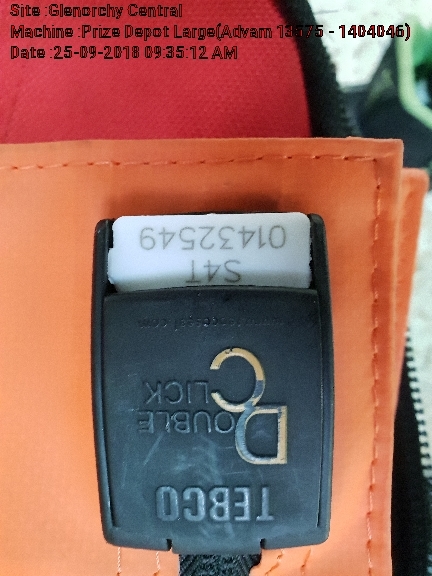 Site :Glenorchy Central
Machine :Prize Depot Large(Advam 13575 - 1404046)
Date :25-09-2018 09:35:12 AM
TEBCO
DOUBLE
CLICK
S4T
01432549